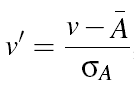 v′ = (v − Ā) / σ_A